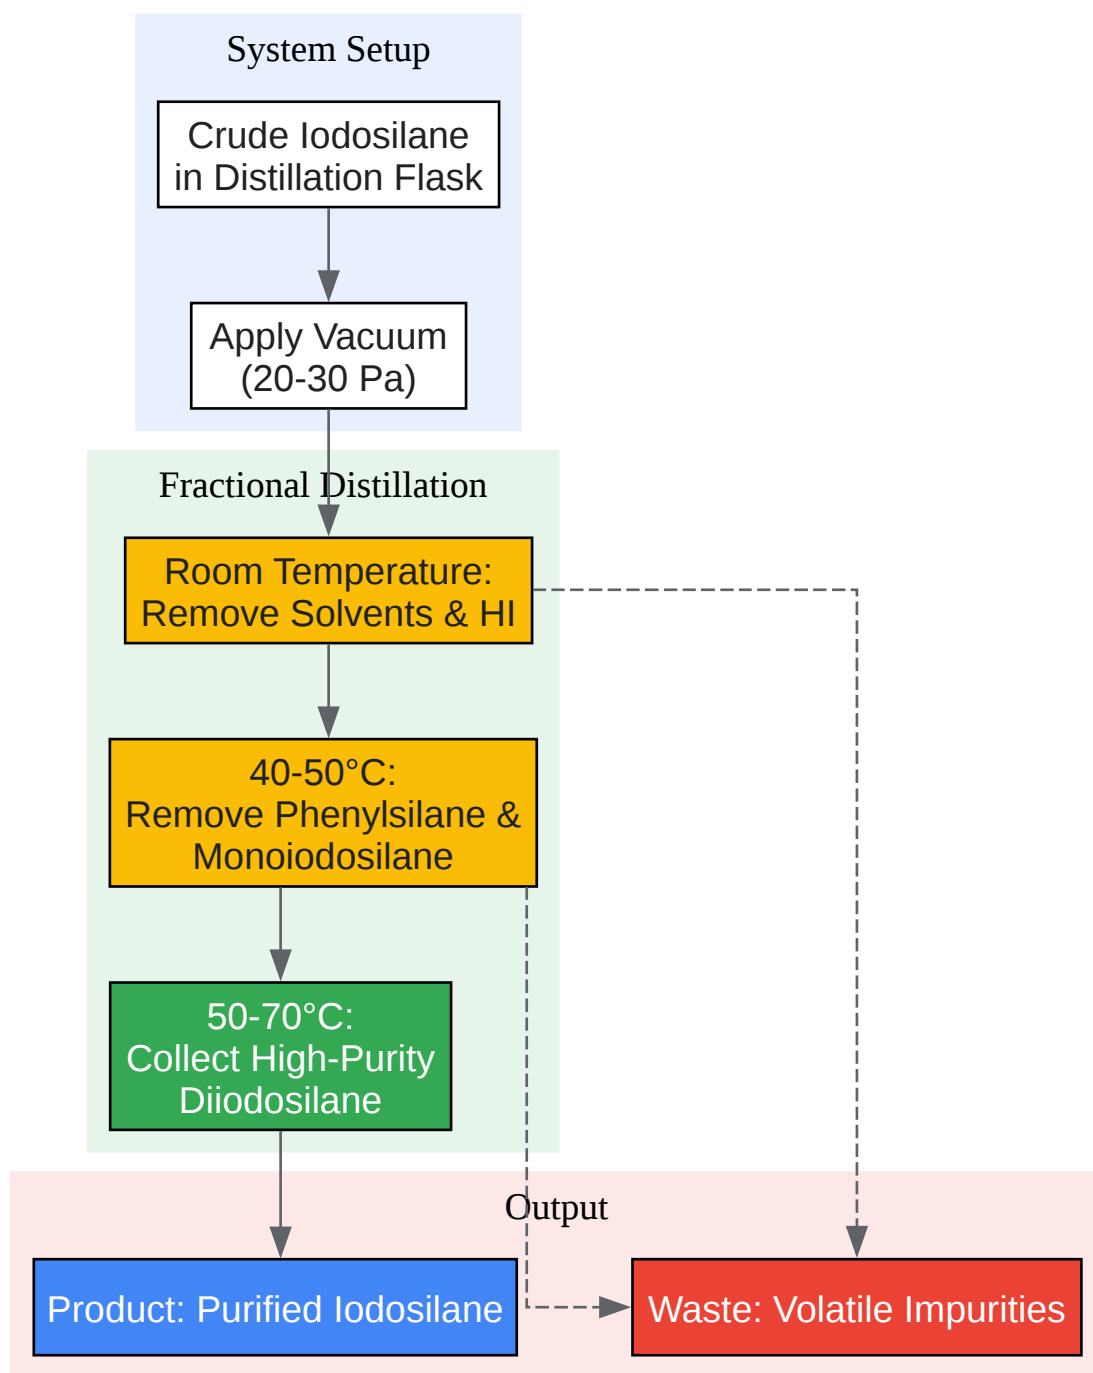 System Setup
Crude Iodosilane
in Distillation Flask
Apply Vacuum
(20-30 Pa)
Fractional Distillation
Room Temperature:
Remove Solvents & HI
40-50°C:
Remove Phenylsilane &
Monoiodosilane
50-70°C:
Collect High-Purity
Diiodosilane
Output
Product: Purified Iodosilane
Waste: Volatile Impurities